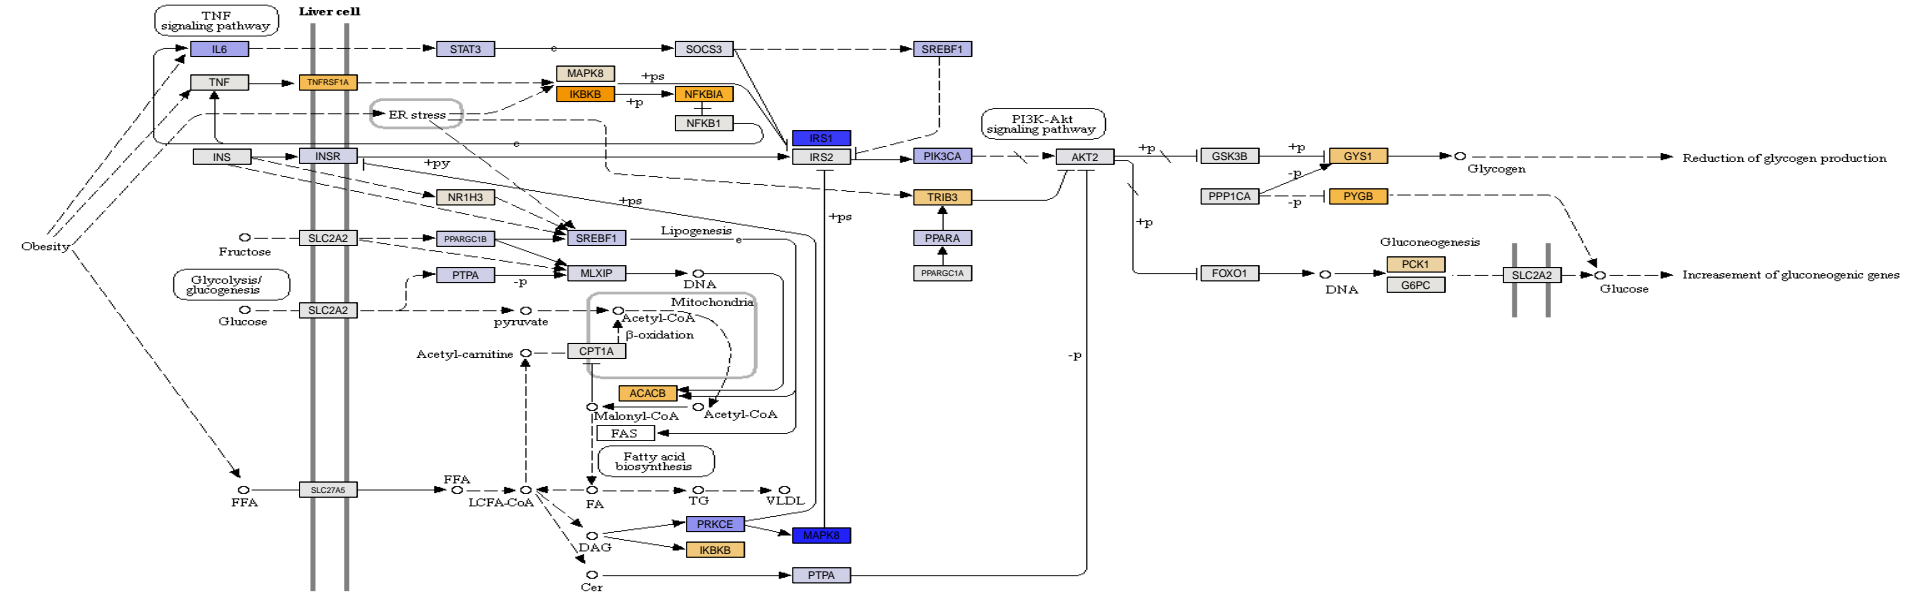 TNF
signaling pathway
Liver cell
IL6
STAT3
e
SOCS3
SREBF1
TNF
TNFRSF1A
MAPK8
+ps
IKBKB
+p
NFKBIA
ER stress
NFKB1
PI3K-Akt
signaling pathway
e
IRS1
INS
INSR
+py
IRS2
PIK3CA
AKT2
+p
GSK3B
+p
GYS1
Glycogen
Reduction of glycogen production
-p
NR1H3
+ps
TRIB3
PPP1CA
-p
PYGB
+ps
+p
Obesity
Fructose
SLC2A2
PPARGC1B
SREBF1
Lipogenesis
e
PPARA
Gluconeogenesis
Glycolysis/
glucogenesis
PTPA
-p
MLXIP
DNA
PPARGC1A
FOXO1
DNA
PCK1
G6PC
SLC2A2
Glucose
Increasement of gluconeogenic genes
Mitochondria
Glucose
SLC2A2
pyruvate
Acetyl-CoA
β-oxidation
Acetyl-carnitine
CPT1A
-p
ACACB
Malonyl-CoA
Acetyl-CoA
FAS
Fatty acid
biosynthesis
FFA
SLC27A5
FFA
LCFA-CoA
FA
TG
VLDL
PRKCE
DAG
MAPK8
IKBKB
Cer
PTPA